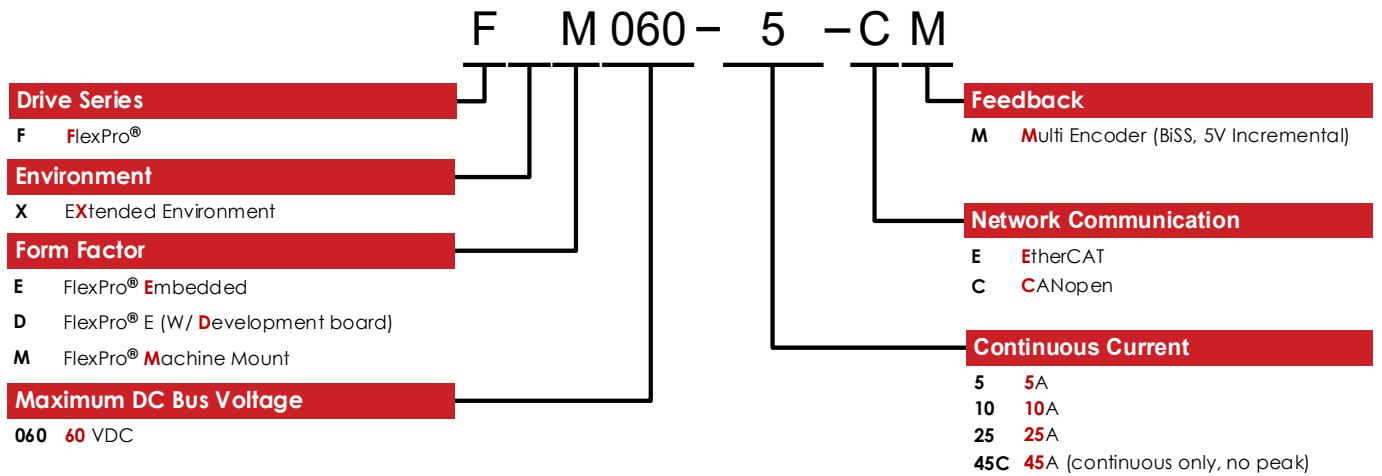 F M 060 – 5 – C M
Drive Series
F FlexPro®
Environment
X EXtended Environment
Form Factor
E FlexPro® Embedded
D FlexPro® E (W/ Development board)
M FlexPro® Machine Mount
Maximum DC Bus Voltage
060 60 VDC
Feedback
M Multi Encoder (BiSS, 5V Incremental)
Network Communication
E EtherCAT
C CANopen
Continuous Current
5 5A
10 10A
25 25A
45C 45A (continuous only, no peak)